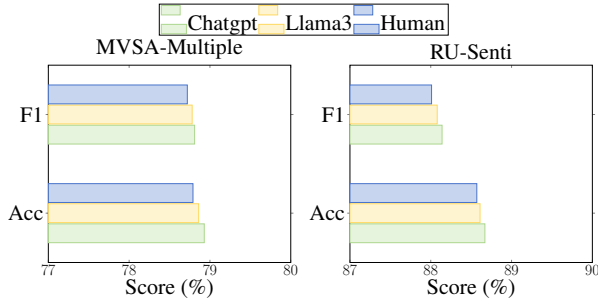 Chatgpt Llama3 Human
MVSA-Multiple
F1
Acc
77 78 79 80
Score (%)
RU-Senti
F1
Acc
87 88 89 90
Score (%)